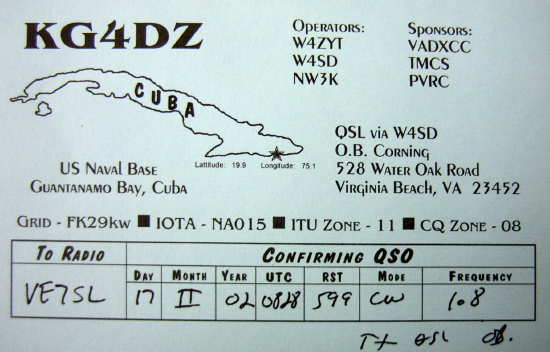 KG4DZ
Operators:
W4ZYT
W4SD
NW3K
Sponsors:
VADXCC
TMCS
PVRC
CUBA
Lattitude: 19.9 Longitude: 75.1
US Naval Base
Guantanamo Bay, Cuba
QSL via W4SD
O.B. Corning
528 Water Oak Road
Virginia Beach, VA 23452
Grid - FK29kw ■ IOTA - NA015 ■ ITU Zone - 11 ■ CQ Zone - 08
To Radio Confirming QSO
Day Month Year UTC RST Mode Frequency
VE7SL 17 II 02 0828 599 CW 1.8
TX QSL